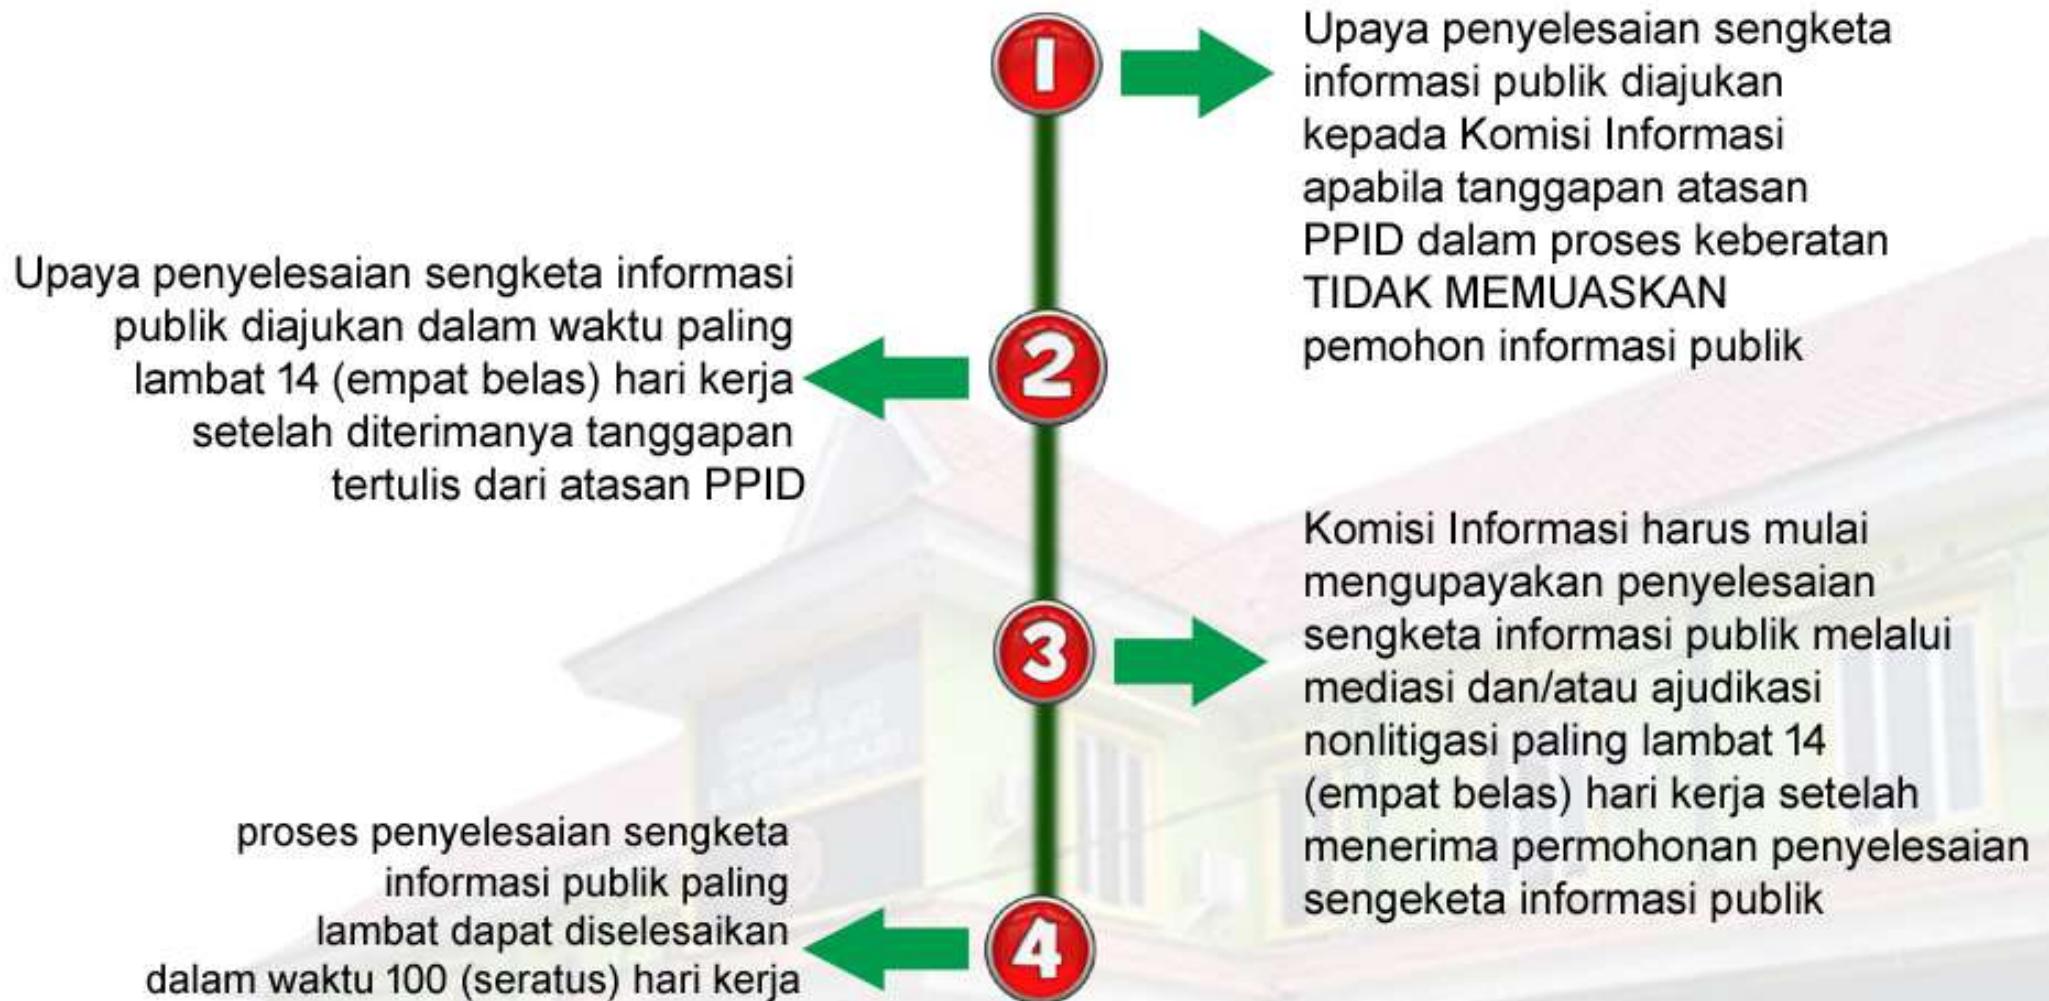 1
Upaya penyelesaian sengketa
informasi publik diajukan
kepada Komisi Informasi
apabila tanggapan atasan
PPID dalam proses keberatan
TIDAK MEMUASKAN
pemohon informasi publik
2
Upaya penyelesaian sengketa informasi
publik diajukan dalam waktu paling
lambat 14 (empat belas) hari kerja
setelah diterimanya tanggapan
tertulis dari atasan PPID
3
Komisi Informasi harus mulai
mengupayakan penyelesaian
sengketa informasi publik melalui
mediasi dan/atau ajudikasi
nonlitigasi paling lambat 14
(empat belas) hari kerja setelah
menerima permohonan penyelesaian
sengeketa informasi publik
4
proses penyelesaian sengketa
informasi publik paling
lambat dapat diselesaikan
dalam waktu 100 (seratus) hari kerja